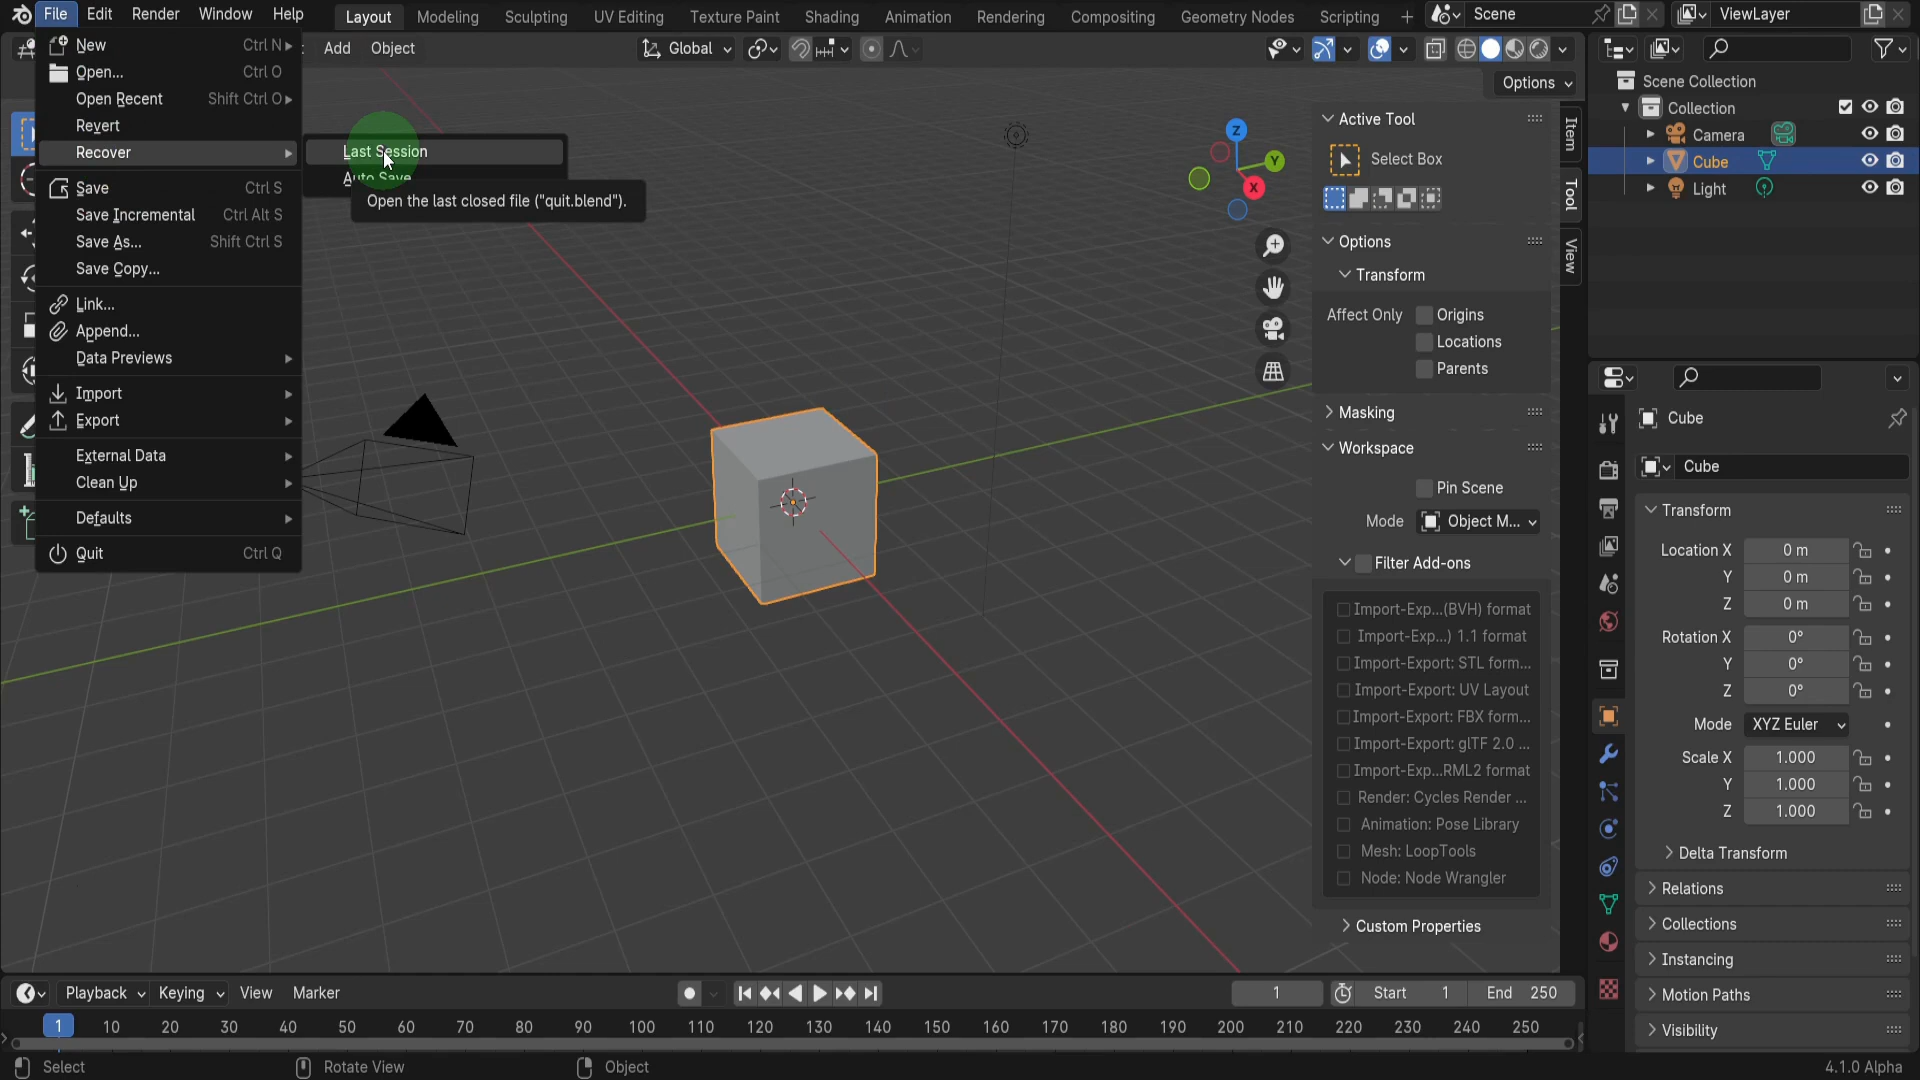 File Edit Render Window Help Layout Modeling Sculpting UV Editing Texture Paint Shading Animation Rendering Compositing Geometry Nodes Scripting + Scene ViewLayer
Add Object Global
Options
New Ctrl N
Open... Ctrl O
Open Recent Shift Ctrl O
Revert
Recover
Save Ctrl S
Save Incremental Ctrl Alt S
Save As... Shift Ctrl S
Save Copy...
Link...
Append...
Data Previews
Import
Export
External Data
Clean Up
Defaults
Quit Ctrl Q
Last Session
Auto Save
Open the last closed file ("quit.blend").
Z
Y
X
Active Tool
Select Box
Options
Transform
Affect Only Origins
Locations
Parents
Masking
Workspace
Pin Scene
Mode Object M...
Filter Add-ons
Import-Exp...(BVH) format
Import-Exp...) 1.1 format
Import-Export: STL form...
Import-Export: UV Layout
Import-Export: FBX form...
Import-Export: glTF 2.0 ...
Import-Exp...RML2 format
Render: Cycles Render ...
Animation: Pose Library
Mesh: LoopTools
Node: Node Wrangler
Custom Properties
Item
Tool
View
Scene Collection
Collection
Camera
Cube
Light
Cube
Cube
Transform
Location X 0 m
Y 0 m
Z 0 m
Rotation X 0°
Y 0°
Z 0°
Mode XYZ Euler
Scale X 1.000
Y 1.000
Z 1.000
Delta Transform
Relations
Collections
Instancing
Motion Paths
Visibility
Playback Keying View Marker 1 Start 1 End 250
1 10 20 30 40 50 60 70 80 90 100 110 120 130 140 150 160 170 180 190 200 210 220 230 240 250
Select Rotate View Object 4.1.0 Alpha